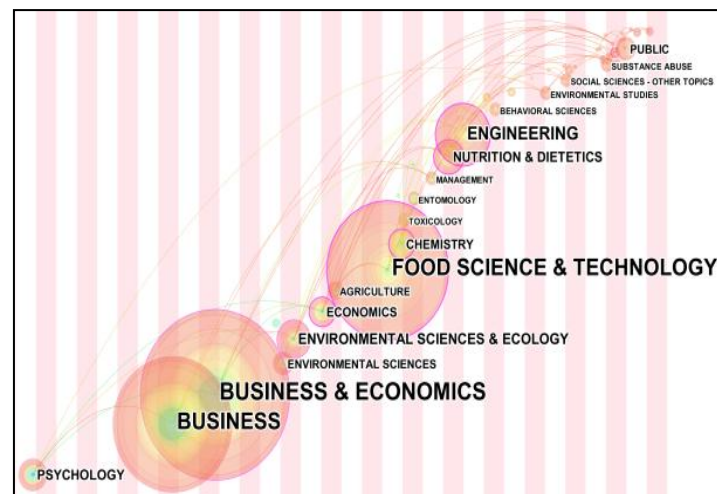 PUBLIC
SUBSTANCE ABUSE
SOCIAL SCIENCES - OTHER TOPICS
ENVIRONMENTAL STUDIES
BEHAVIORAL SCIENCES
ENGINEERING
NUTRITION & DIETETICS
MANAGEMENT
ENTOMOLOGY
TOXICOLOGY
CHEMISTRY
FOOD SCIENCE & TECHNOLOGY
AGRICULTURE
ECONOMICS
ENVIRONMENTAL SCIENCES & ECOLOGY
ENVIRONMENTAL SCIENCES
BUSINESS & ECONOMICS
BUSINESS
PSYCHOLOGY